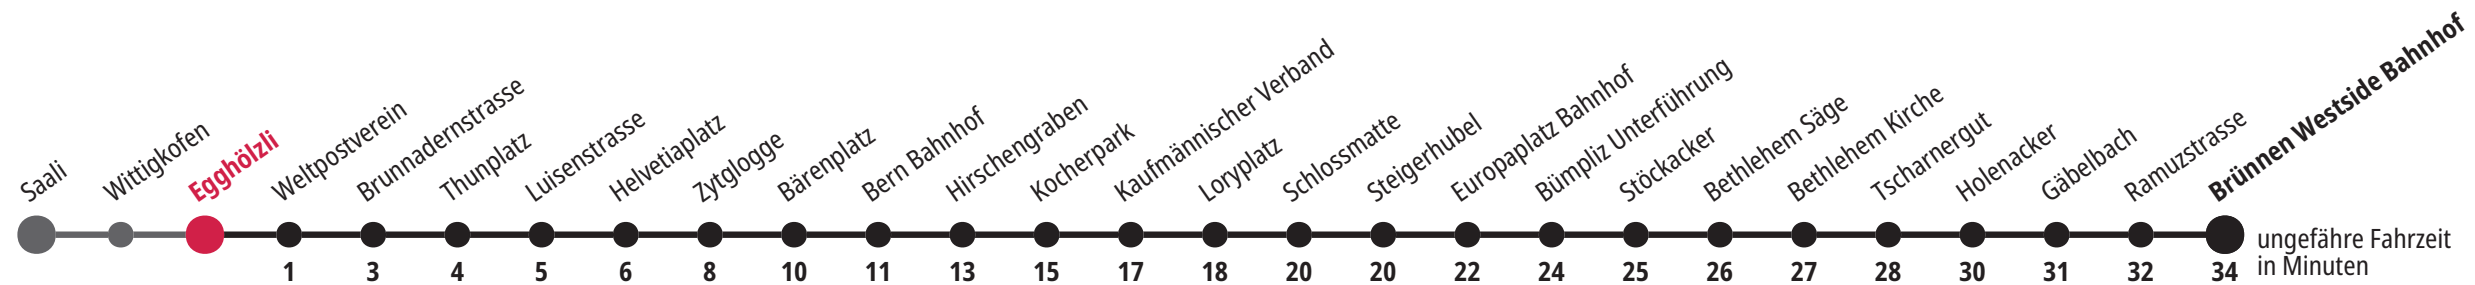 Saali
Wittigkofen
Egghölzli
Weltpostverein
Brunnadernstrasse
Thunplatz
Luisenstrasse
Helvetiaplatz
Zytglogge
Bärenplatz
Bern Bahnhof
Hirschengraben
Kocherpark
Kaufmännischer Verband
Loryplatz
Schlossmatte
Steigerhubel
Europaplatz Bahnhof
Bümpliz Unterführung
Stöckacker
Bethlehem Säge
Bethlehem Kirche
Tscharnergut
Holenacker
Gäbelbach
Ramuzstrasse
Brünnen Westside Bahnhof
1 3 4 5 6 8 10 11 13 15 17 18 20 20 22 24 25 26 27 28 30 31 32 34
ungefähre Fahrzeit
in Minuten